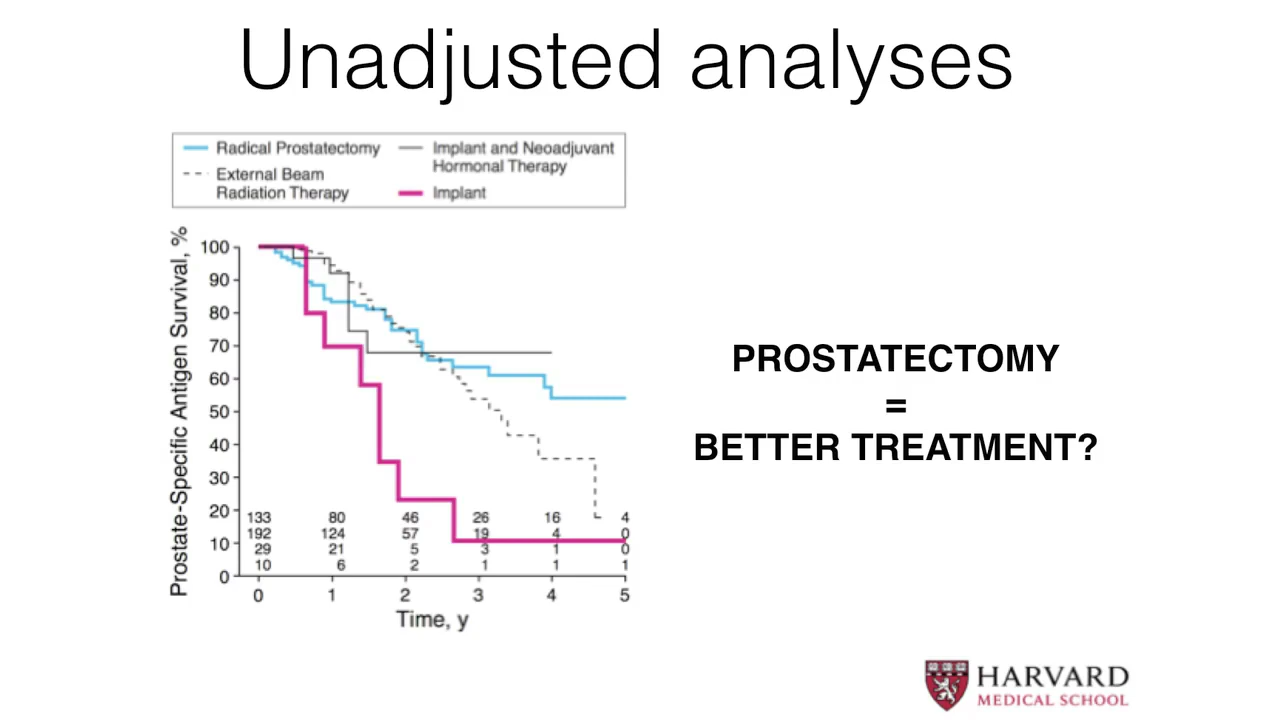 Unadjusted analyses
Radical Prostatectomy
External Beam
Radiation Therapy
Implant and Neoadjuvant
Hormonal Therapy
Implant
Prostate-Specific Antigen Survival, %
100
90
80
70
60
50
40
30
20
10
0
133 80 46 26 16 4
192 124 57 19 4 0
29 21 5 3 1 0
10 6 2 1 1 1
0 1 2 3 4 5
Time, y
PROSTATECTOMY
=
BETTER TREATMENT?
HARVARD
MEDICAL SCHOOL